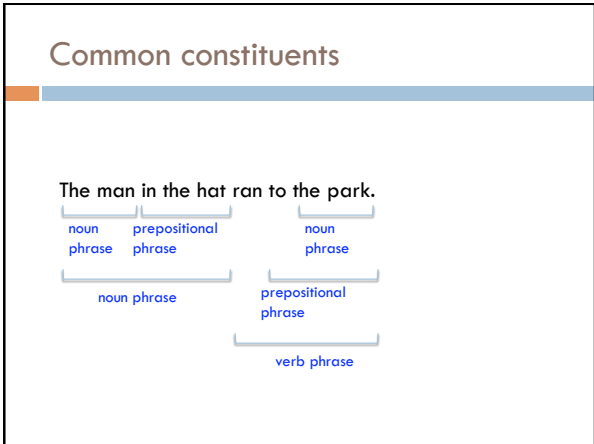 Common constituents
The man in the hat ran to the park.
noun phrase
prepositional phrase
noun phrase
noun phrase
prepositional phrase
verb phrase